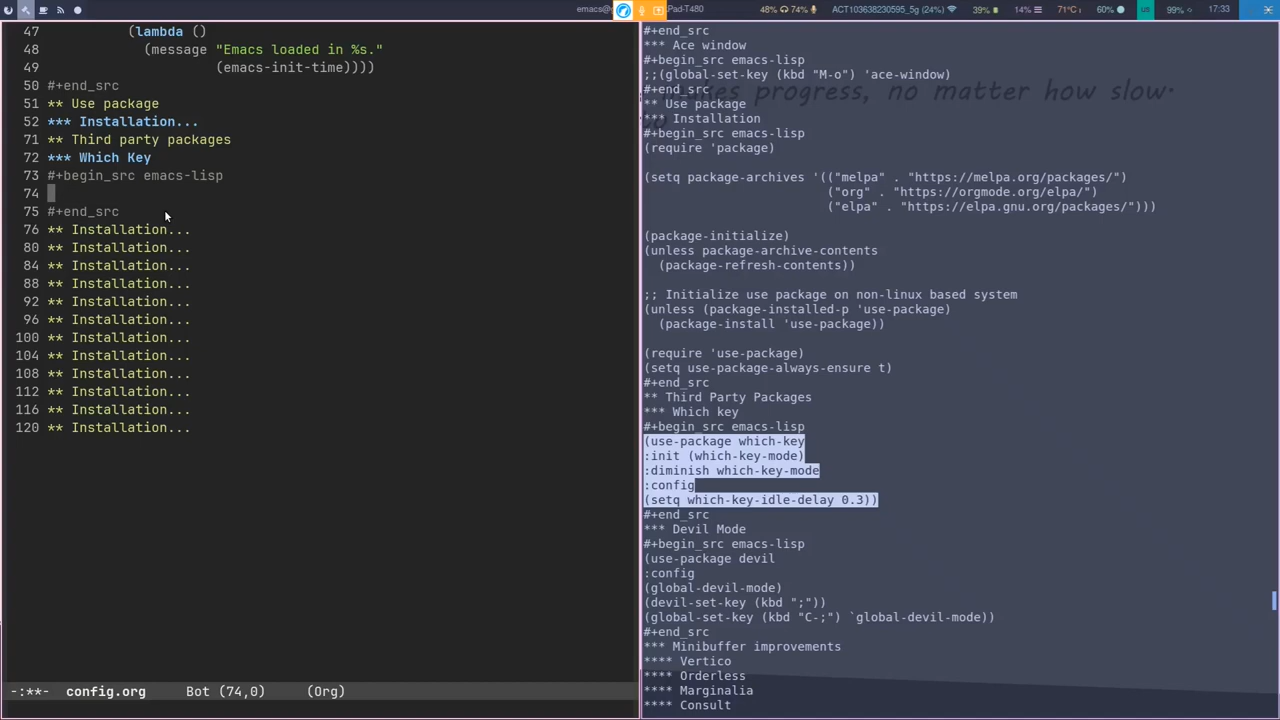 emacs@ Pad-T480 48% 74% ACT103638230595_5g (24%) 39% 14% 71°C 60% us 99% 17:33
47 (lambda ()
48 (message "Emacs loaded in %s."
49 (emacs-init-time))))
50 #+end_src
51 ** Use package
52 *** Installation...
71 ** Third party packages
72 *** Which Key
73 #+begin_src emacs-lisp
74
75 #+end_src
76 ** Installation...
80 ** Installation...
84 ** Installation...
88 ** Installation...
92 ** Installation...
96 ** Installation...
100 ** Installation...
104 ** Installation...
108 ** Installation...
112 ** Installation...
116 ** Installation...
120 ** Installation...
-:**- config.org Bot (74,0) (Org)
#+end_src
*** Ace window
#+begin_src emacs-lisp
;;(global-set-key (kbd "M-o") 'ace-window)
#+end_src
progress, no matter how slow.
** Use package
*** Installation
#+begin_src emacs-lisp
(require 'package)
(setq package-archives '(("melpa" . "https://melpa.org/packages/")
("org" . "https://orgmode.org/elpa/")
("elpa" . "https://elpa.gnu.org/packages/")))
(package-initialize)
(unless package-archive-contents
(package-refresh-contents))
;; Initialize use package on non-linux based system
(unless (package-installed-p 'use-package)
(package-install 'use-package))
(require 'use-package)
(setq use-package-always-ensure t)
#+end_src
** Third Party Packages
*** Which key
#+begin_src emacs-lisp
(use-package which-key
:init (which-key-mode)
:diminish which-key-mode
:config
(setq which-key-idle-delay 0.3))
#+end_src
*** Devil Mode
#+begin_src emacs-lisp
(use-package devil
:config
(global-devil-mode)
(devil-set-key (kbd ";"))
(global-set-key (kbd "C-;") `global-devil-mode))
#+end_src
*** Minibuffer improvements
**** Vertico
**** Orderless
**** Marginalia
**** Consult